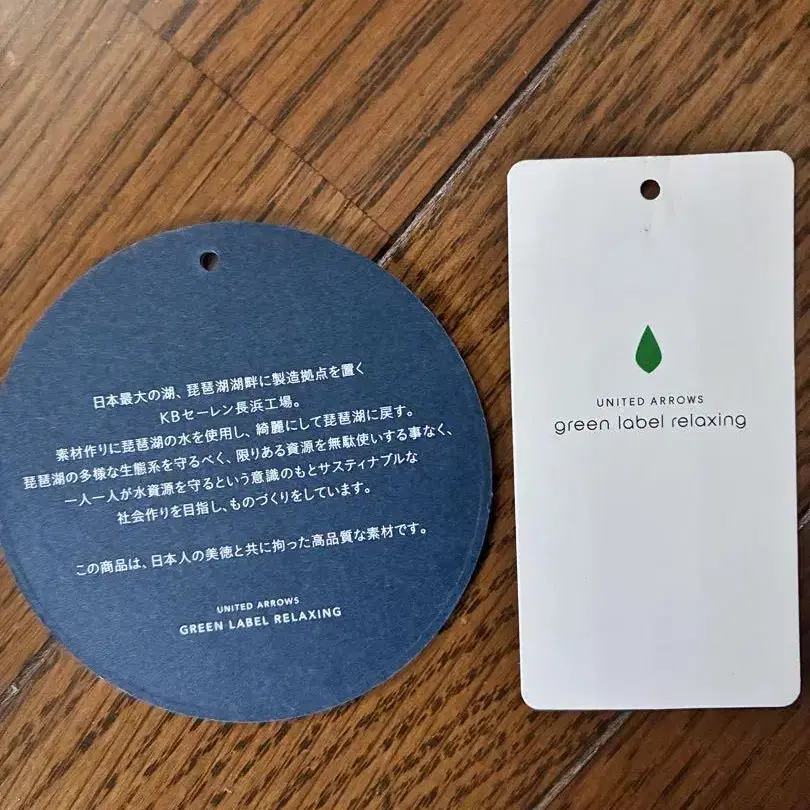 日本最大の湖、琵琶湖湖畔に製造拠点を置く
KBセーレン長浜工場。
素材作りに琵琶湖の水を使用し、綺麗にして琵琶湖に戻す。
琵琶湖の多様な生態系を守るべく、限りある資源を無駄使いする事なく、
一人一人が水資源を守るという意識のもとサスティナブルな
社会作りを目指し、ものづくりをしています。
この商品は、日本人の美徳と共に拘った高品質な素材です。
UNITED ARROWS
GREEN LABEL RELAXING
UNITED ARROWS
green label relaxing